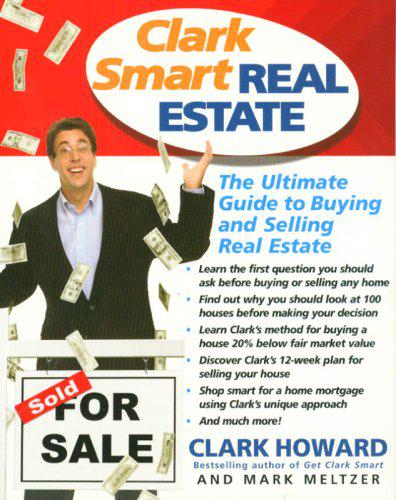 Clark
Smart REAL
ESTATE
The Ultimate
Guide to Buying
and Selling
Real Estate
• Learn the first question you should
ask before buying or selling any home
• Find out why you should look at 100
houses before making your decision
• Learn Clark's method for buying a
house 20% below fair market value
• Discover Clark's 12-week plan for
selling your house
• Shop smart for a home mortgage
using Clark's unique approach
• And much more!
Sold
FOR
SALE
CLARK HOWARD
Bestselling author of Get Clark Smart
AND MARK MELTZER